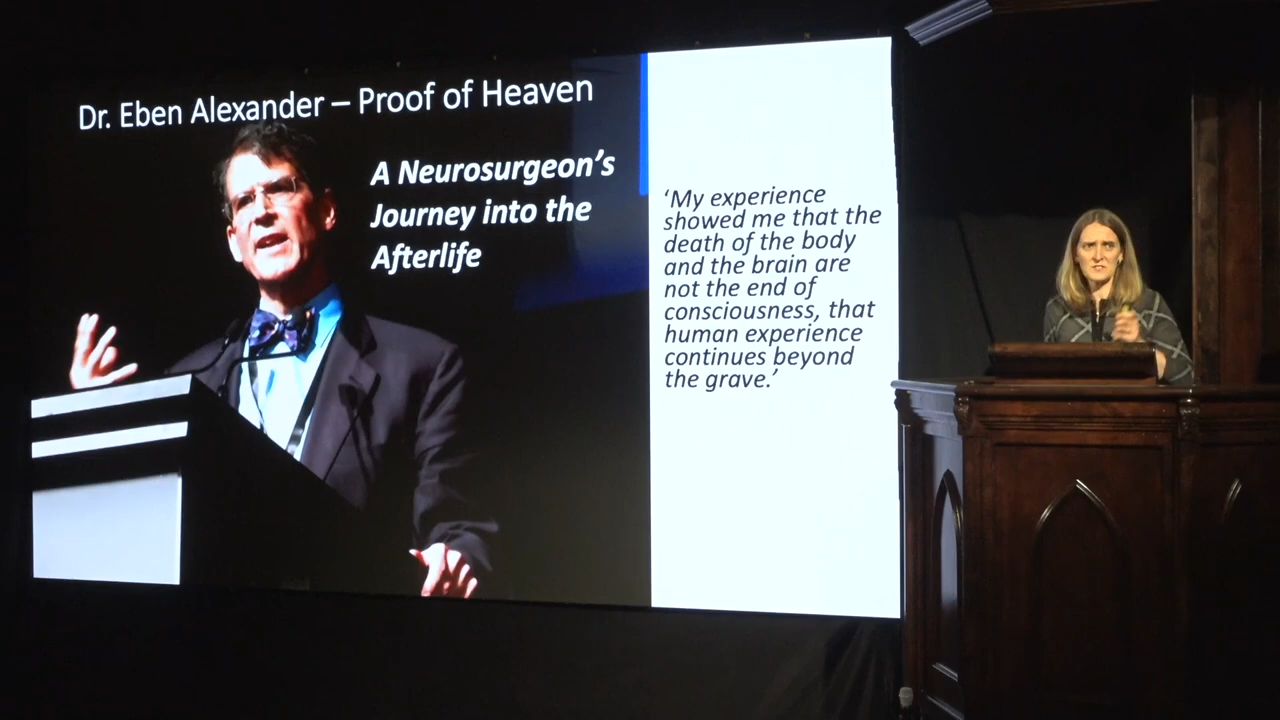 Dr. Eben Alexander – Proof of Heaven
A Neurosurgeon's
Journey into the
Afterlife
‘My experience
showed me that the
death of the body
and the brain are
not the end of
consciousness, that
human experience
continues beyond
the grave.’